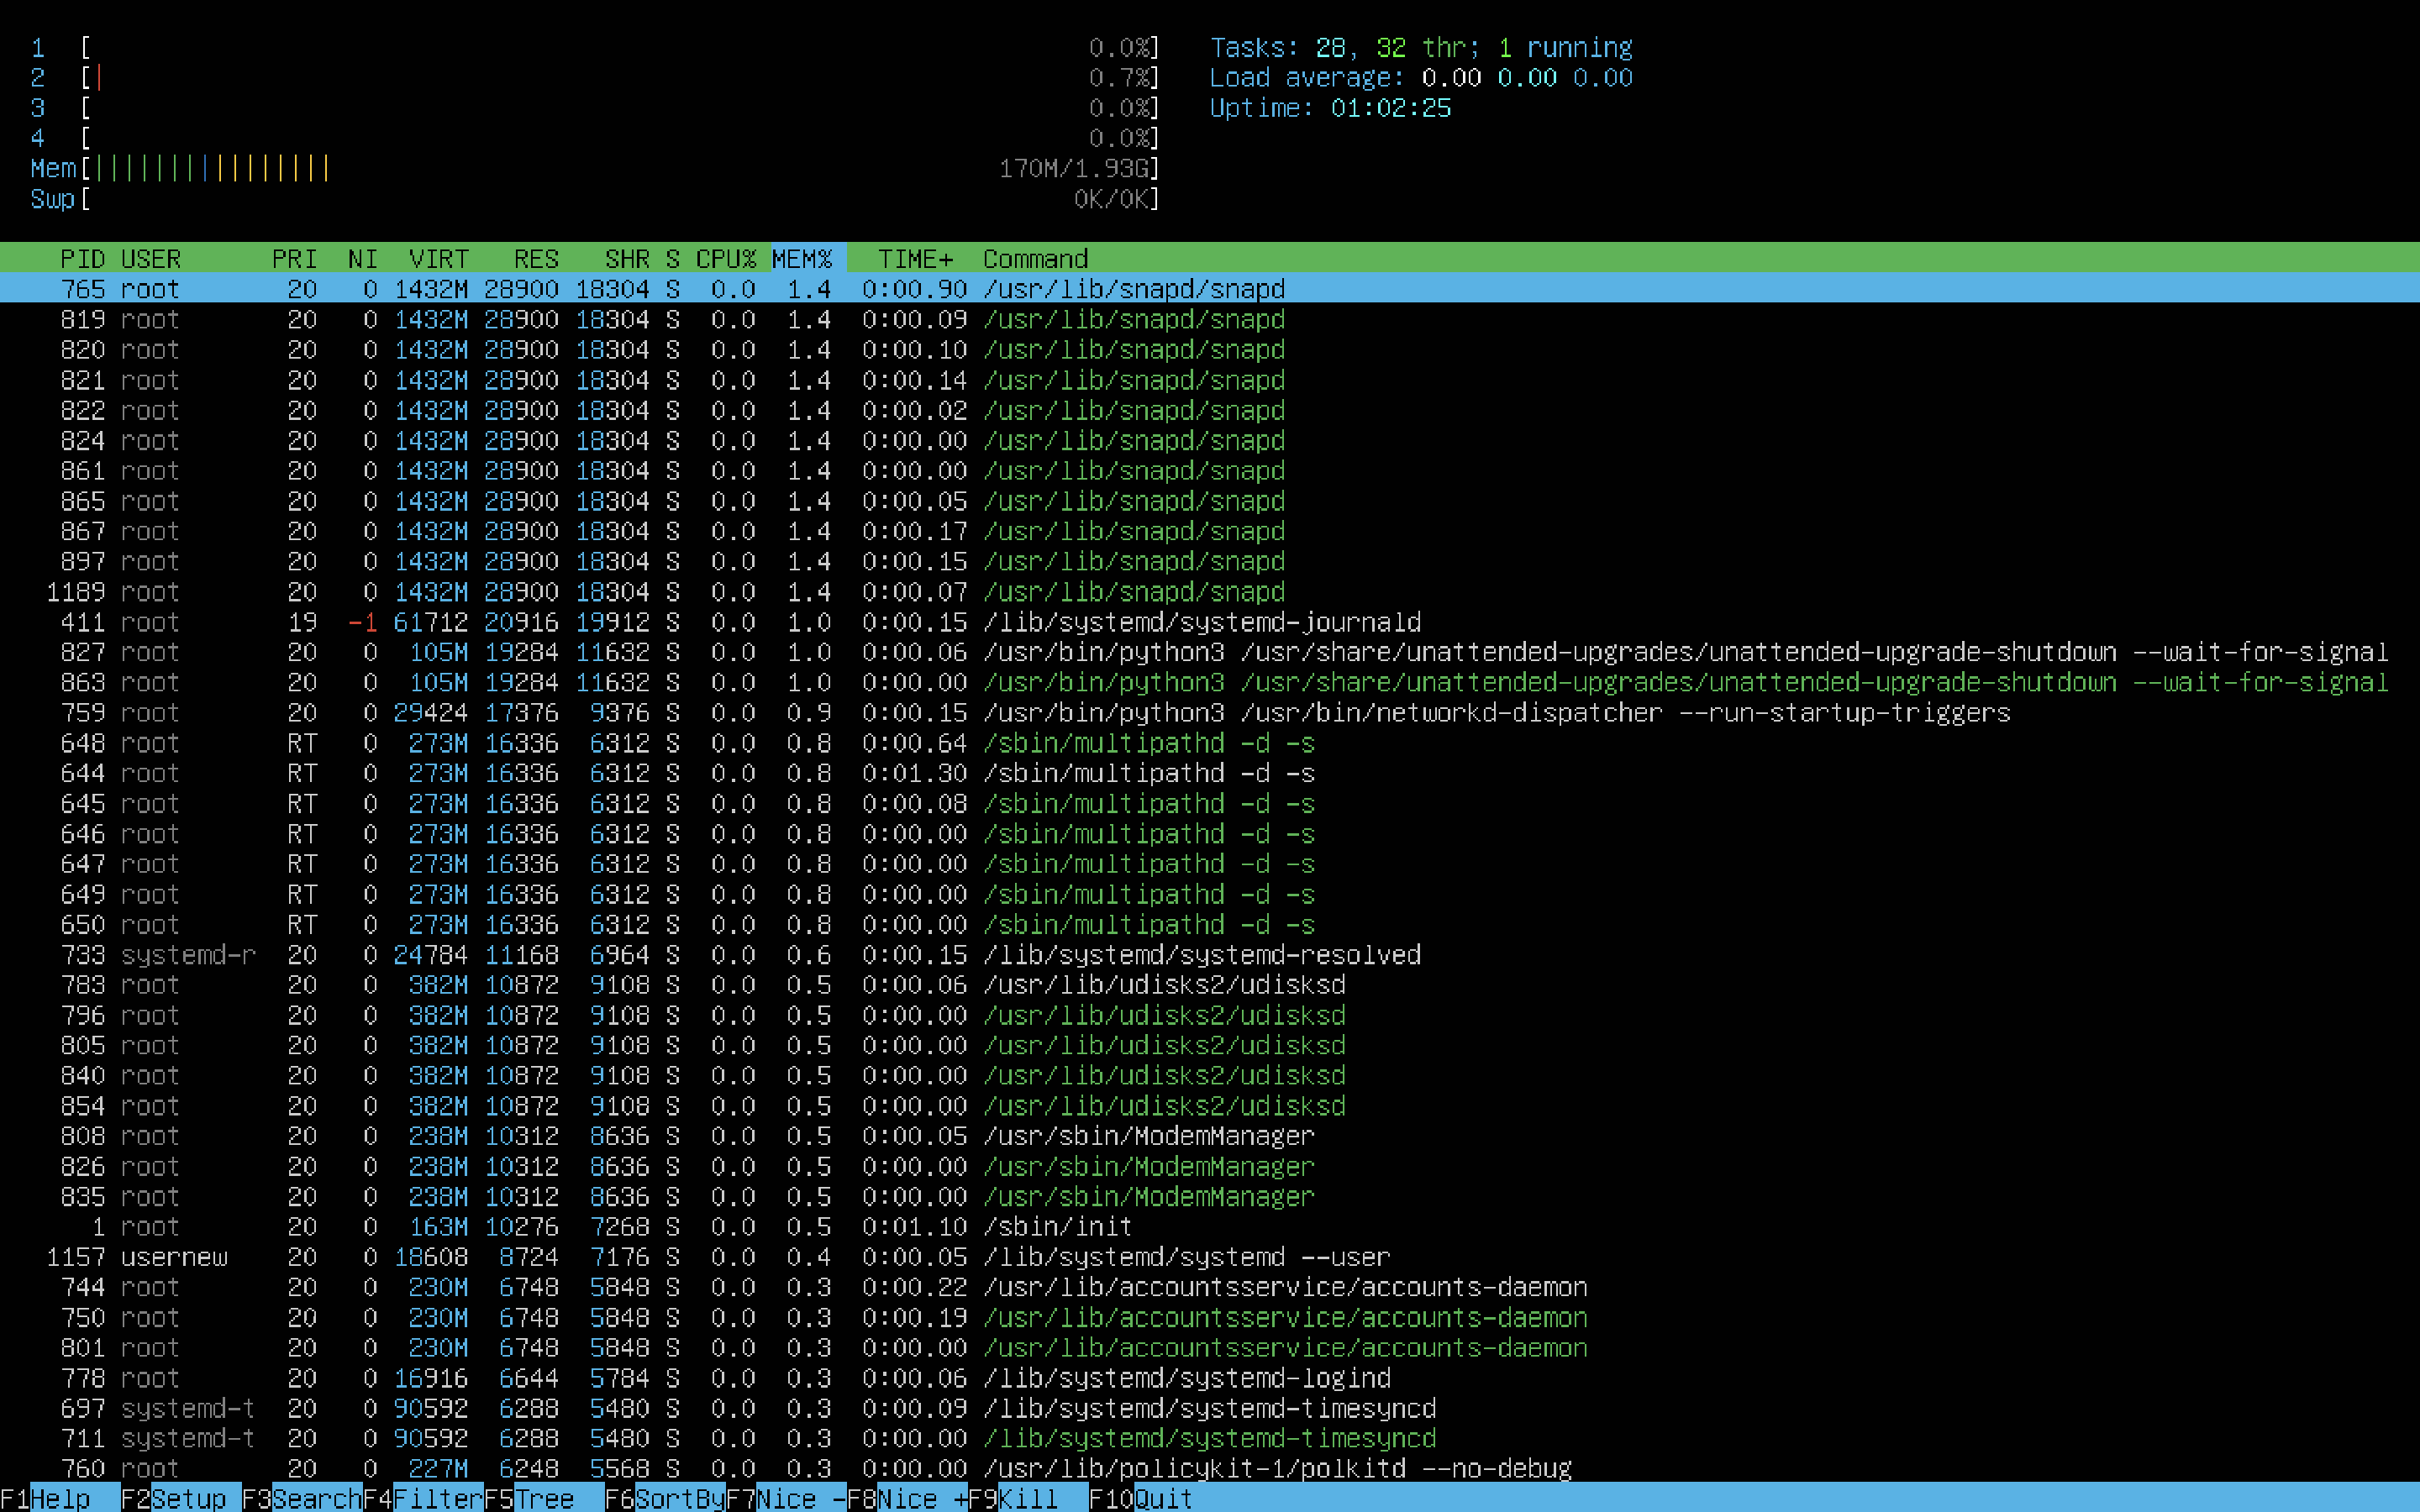 1 [ 0.0%] Tasks: 28, 32 thr; 1 running
2 [| 0.7%] Load average: 0.00 0.00 0.00
3 [ 0.0%] Uptime: 01:02:25
4 [ 0.0%]
Mem[|||||||||||||||| 170M/1.93G]
Swp[ 0K/0K]
PID USER PRI NI VIRT RES SHR S CPU% MEM% TIME+ Command
765 root 20 0 1432M 28900 18304 S 0.0 1.4 0:00.90 /usr/lib/snapd/snapd
819 root 20 0 1432M 28900 18304 S 0.0 1.4 0:00.09 /usr/lib/snapd/snapd
820 root 20 0 1432M 28900 18304 S 0.0 1.4 0:00.10 /usr/lib/snapd/snapd
821 root 20 0 1432M 28900 18304 S 0.0 1.4 0:00.14 /usr/lib/snapd/snapd
822 root 20 0 1432M 28900 18304 S 0.0 1.4 0:00.02 /usr/lib/snapd/snapd
824 root 20 0 1432M 28900 18304 S 0.0 1.4 0:00.00 /usr/lib/snapd/snapd
861 root 20 0 1432M 28900 18304 S 0.0 1.4 0:00.00 /usr/lib/snapd/snapd
865 root 20 0 1432M 28900 18304 S 0.0 1.4 0:00.05 /usr/lib/snapd/snapd
867 root 20 0 1432M 28900 18304 S 0.0 1.4 0:00.17 /usr/lib/snapd/snapd
897 root 20 0 1432M 28900 18304 S 0.0 1.4 0:00.15 /usr/lib/snapd/snapd
1189 root 20 0 1432M 28900 18304 S 0.0 1.4 0:00.07 /usr/lib/snapd/snapd
411 root 19 -1 61712 20916 19912 S 0.0 1.0 0:00.15 /lib/systemd/systemd-journald
827 root 20 0 105M 19284 11632 S 0.0 1.0 0:00.06 /usr/bin/python3 /usr/share/unattended-upgrades/unattended-upgrade-shutdown --wait-for-signal
863 root 20 0 105M 19284 11632 S 0.0 1.0 0:00.00 /usr/bin/python3 /usr/share/unattended-upgrades/unattended-upgrade-shutdown --wait-for-signal
759 root 20 0 29424 17376 9376 S 0.0 0.9 0:00.15 /usr/bin/python3 /usr/bin/networkd-dispatcher --run-startup-triggers
648 root RT 0 273M 16336 6312 S 0.0 0.8 0:00.64 /sbin/multipathd -d -s
644 root RT 0 273M 16336 6312 S 0.0 0.8 0:01.30 /sbin/multipathd -d -s
645 root RT 0 273M 16336 6312 S 0.0 0.8 0:00.08 /sbin/multipathd -d -s
646 root RT 0 273M 16336 6312 S 0.0 0.8 0:00.00 /sbin/multipathd -d -s
647 root RT 0 273M 16336 6312 S 0.0 0.8 0:00.00 /sbin/multipathd -d -s
649 root RT 0 273M 16336 6312 S 0.0 0.8 0:00.00 /sbin/multipathd -d -s
650 root RT 0 273M 16336 6312 S 0.0 0.8 0:00.00 /sbin/multipathd -d -s
733 systemd-r 20 0 24784 11168 6964 S 0.0 0.6 0:00.15 /lib/systemd/systemd-resolved
783 root 20 0 382M 10872 9108 S 0.0 0.5 0:00.06 /usr/lib/udisks2/udisksd
796 root 20 0 382M 10872 9108 S 0.0 0.5 0:00.00 /usr/lib/udisks2/udisksd
805 root 20 0 382M 10872 9108 S 0.0 0.5 0:00.00 /usr/lib/udisks2/udisksd
840 root 20 0 382M 10872 9108 S 0.0 0.5 0:00.00 /usr/lib/udisks2/udisksd
854 root 20 0 382M 10872 9108 S 0.0 0.5 0:00.00 /usr/lib/udisks2/udisksd
808 root 20 0 238M 10312 8636 S 0.0 0.5 0:00.05 /usr/sbin/ModemManager
826 root 20 0 238M 10312 8636 S 0.0 0.5 0:00.00 /usr/sbin/ModemManager
835 root 20 0 238M 10312 8636 S 0.0 0.5 0:00.00 /usr/sbin/ModemManager
1 root 20 0 163M 10276 7268 S 0.0 0.5 0:01.10 /sbin/init
1157 usernew 20 0 18608 8724 7176 S 0.0 0.4 0:00.05 /lib/systemd/systemd --user
744 root 20 0 230M 6748 5848 S 0.0 0.3 0:00.22 /usr/lib/accountsservice/accounts-daemon
750 root 20 0 230M 6748 5848 S 0.0 0.3 0:00.19 /usr/lib/accountsservice/accounts-daemon
801 root 20 0 230M 6748 5848 S 0.0 0.3 0:00.00 /usr/lib/accountsservice/accounts-daemon
778 root 20 0 16916 6644 5784 S 0.0 0.3 0:00.06 /lib/systemd/systemd-logind
697 systemd-t 20 0 90592 6288 5480 S 0.0 0.3 0:00.09 /lib/systemd/systemd-timesyncd
711 systemd-t 20 0 90592 6288 5480 S 0.0 0.3 0:00.00 /lib/systemd/systemd-timesyncd
760 root 20 0 227M 6248 5568 S 0.0 0.3 0:00.00 /usr/lib/policykit-1/polkitd --no-debug
F1Help F2Setup F3SearchF4FilterF5Tree F6SortByF7Nice -F8Nice +F9Kill F10Quit